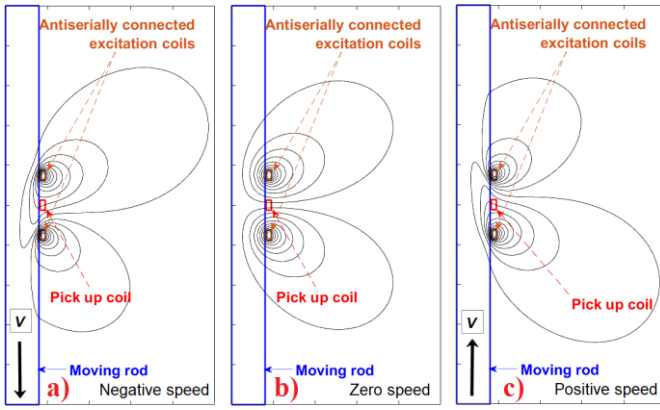 Antiserially connected
excitation coils
Pick up coil
V
Moving rod
a)
Negative speed
Antiserially connected
excitation coils
Pick up coil
Moving rod
b)
Zero speed
Antiserially connected
excitation coils
Pick up coil
V
Moving rod
c)
Positive speed